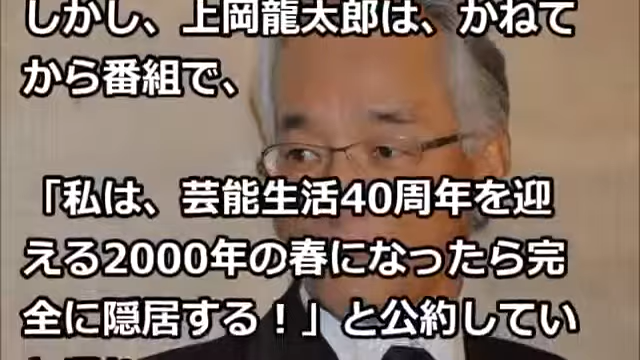 しかし、上岡龍太郎は、かねて
から番組で、
「私は、芸能生活40周年を迎
える2000年の春になったら完
全に隠居する！」と公約してい